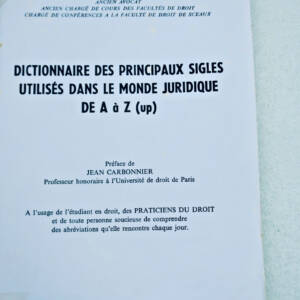 ANCIEN AVOCAT
ANCIEN CHARGÉ DE COURS DES FACULTÉS DE DROIT
CHARGÉ DE CONFÉRENCES A LA FACULTÉ DE DROIT DE SCEAUX
DICTIONNAIRE DES PRINCIPAUX SIGLES
UTILISÉS DANS LE MONDE JURIDIQUE
DE A à Z (up)
Préface de
JEAN CARBONNIER
Professeur honoraire à l'Université de droit de Paris
A l'usage de l'étudiant en droit, des PRATICIENS DU DROIT
et de toute personne soucieuse de comprendre
des abréviations qu'elle rencontre chaque jour.